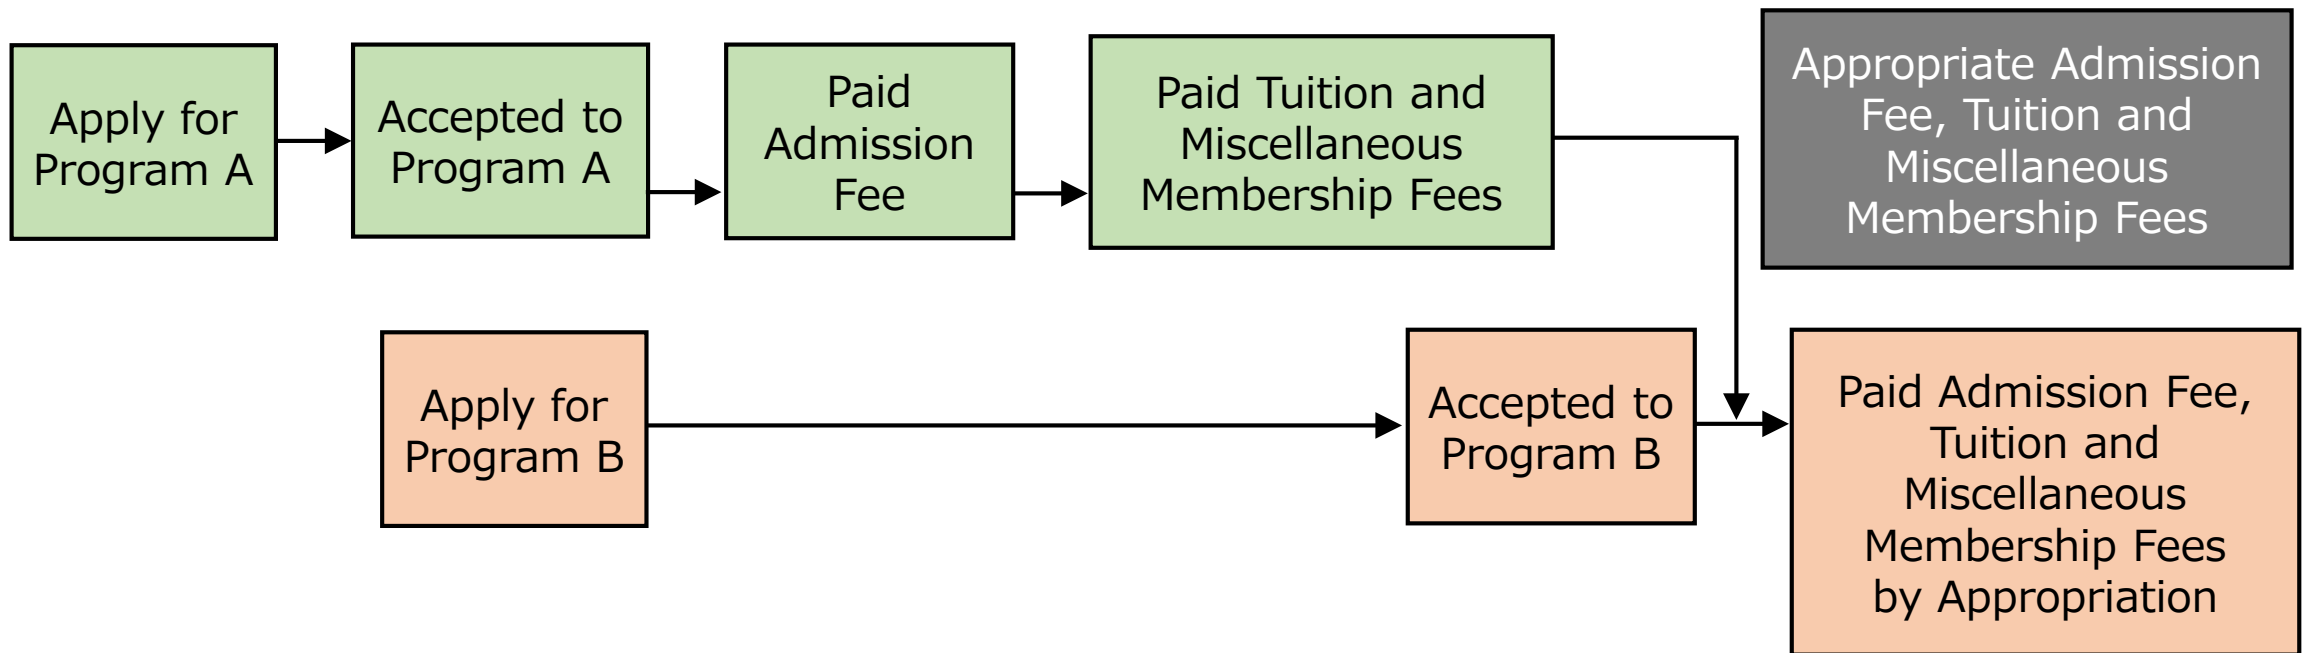 Apply for
Program A
Accepted to
Program A
Paid
Admission
Fee
Paid Tuition and
Miscellaneous
Membership Fees
Appropriate Admission
Fee, Tuition and
Miscellaneous
Membership Fees
Apply for
Program B
Accepted to
Program B
Paid Admission Fee,
Tuition and
Miscellaneous
Membership Fees
by Appropriation